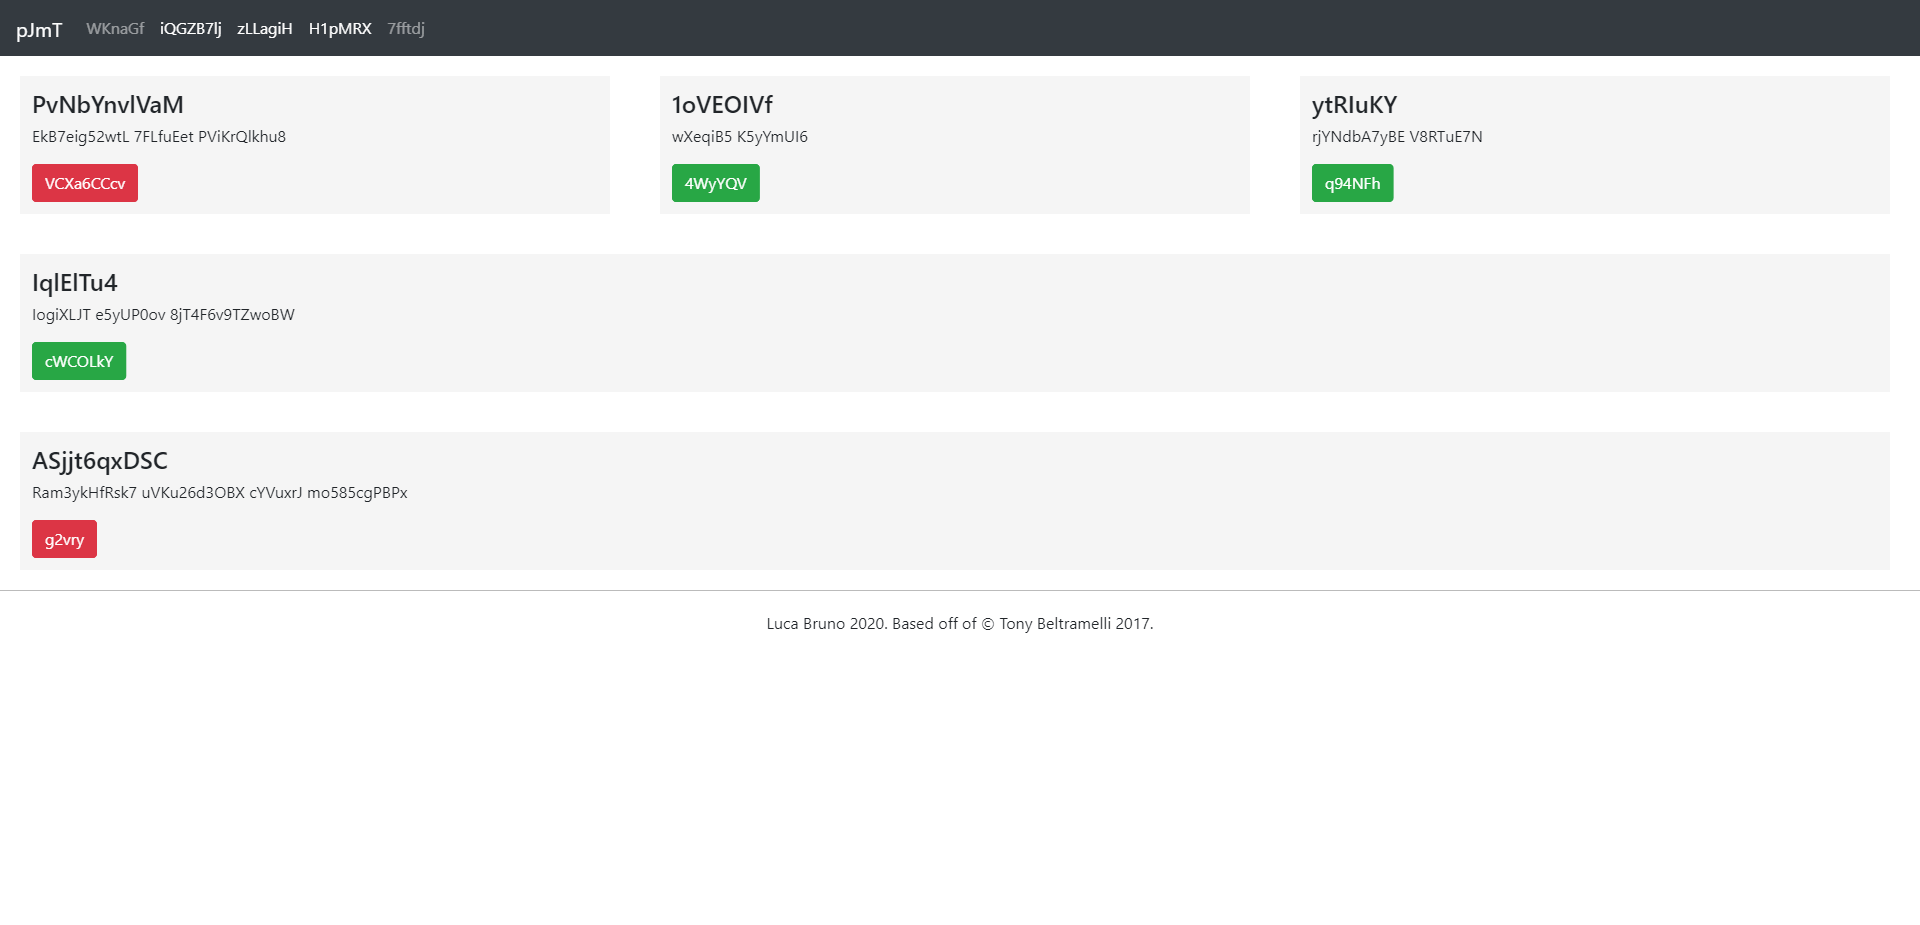 pJmT WKnaGf iQGZB7lj zLLagiH H1pMRX 7fftdj
PvNbYnvlVaM
EkB7eig52wtL 7FLfuEet PViKrQlkhu8
VCXa6CCcv
1oVEOIVf
wXeqiB5 K5yYmUI6
4WyYQV
ytRIuKY
rjYNdbA7yBE V8RTuE7N
q94NFh
IqlElTu4
IogiXLJT e5yUP0ov 8jT4F6v9TZwoBW
cWCOLkY
ASjjt6qxDSC
Ram3ykHfRsk7 uVKu26d3OBX cYVuxrJ mo585cgPBPx
g2vry
Luca Bruno 2020. Based off of © Tony Beltramelli 2017.